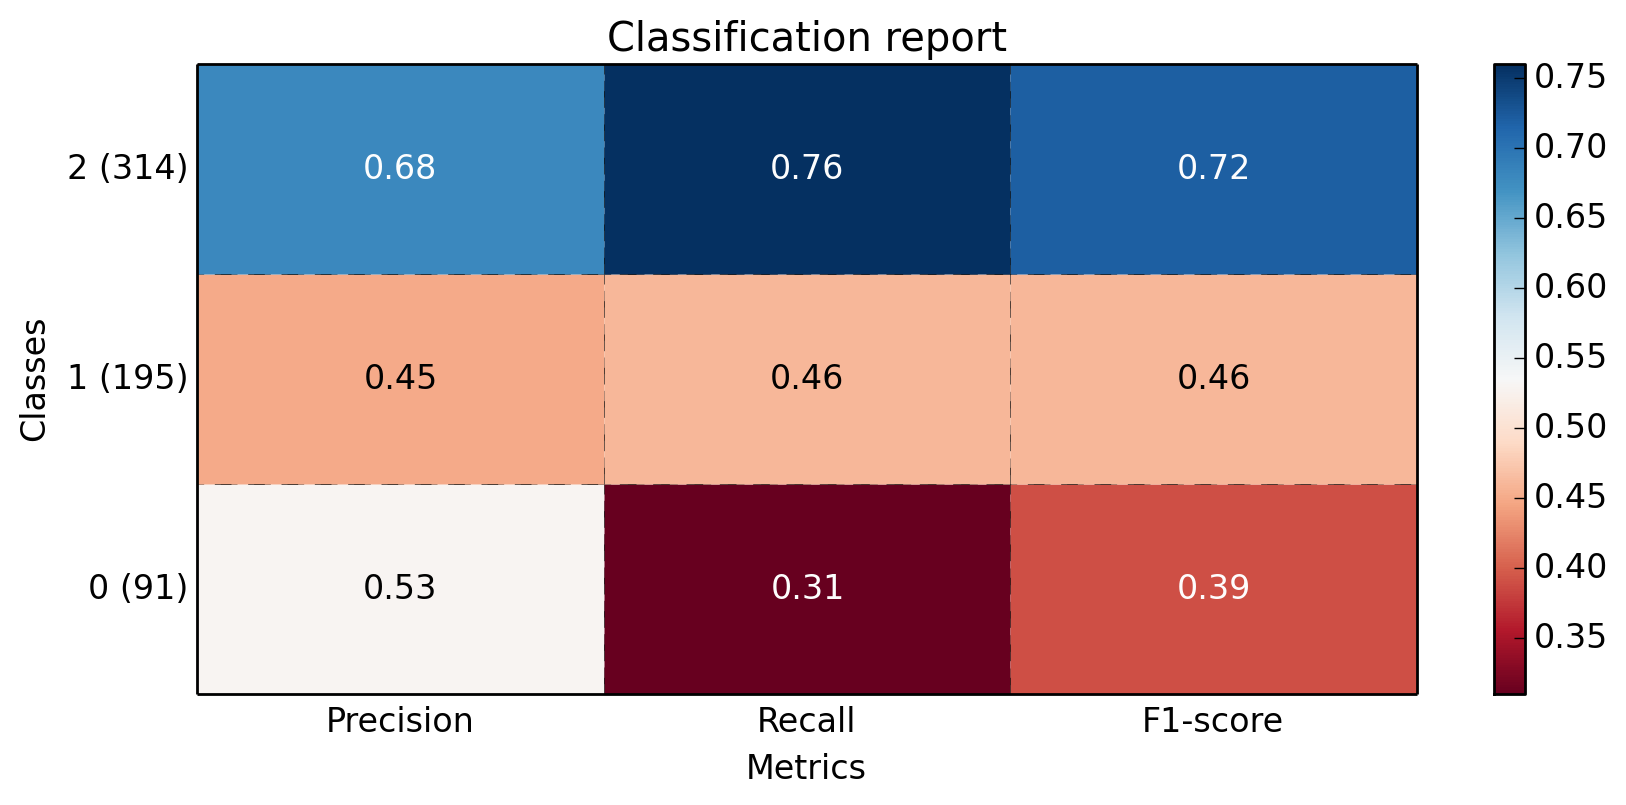 Classification report
2 (314) 0.68 0.76 0.72
1 (195) 0.45 0.46 0.46
0 (91) 0.53 0.31 0.39
Precision Recall F1-score
Metrics
Classes
0.75
0.70
0.65
0.60
0.55
0.50
0.45
0.40
0.35